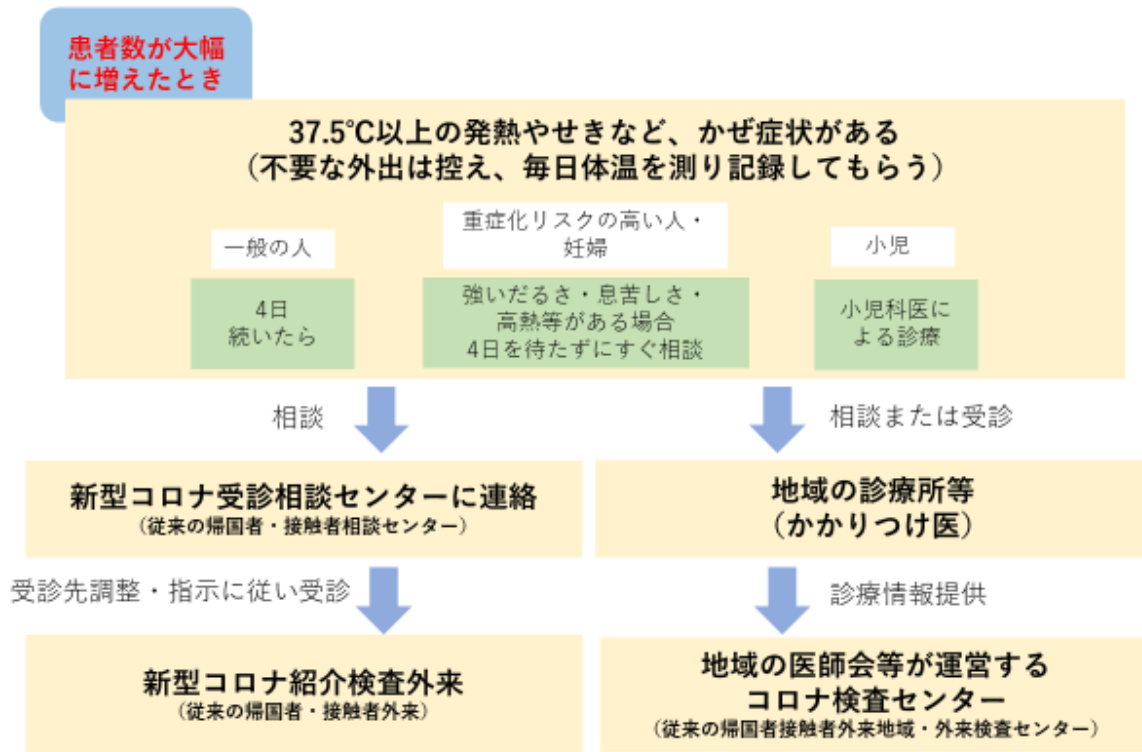 患者数が大幅
に増えたとき
37.5℃以上の発熱やせきなど、かぜ症状がある
（不要な外出は控え、毎日体温を測り記録してもらう）
一般の人
重症化リスクの高い人・
妊婦
小児
4日
続いたら
強いだるさ・息苦しさ・
高熱等がある場合
4日を待たずにすぐ相談
小児科医に
よる診療
相談
相談または受診
新型コロナ受診相談センターに連絡
（従来の帰国者・接触者相談センター）
地域の診療所等
（かかりつけ医）
受診先調整・指示に従い受診
診療情報提供
新型コロナ紹介検査外来
（従来の帰国者・接触者外来）
地域の医師会等が運営する
コロナ検査センター
（従来の帰国者接触者外来地域・外来検査センター）